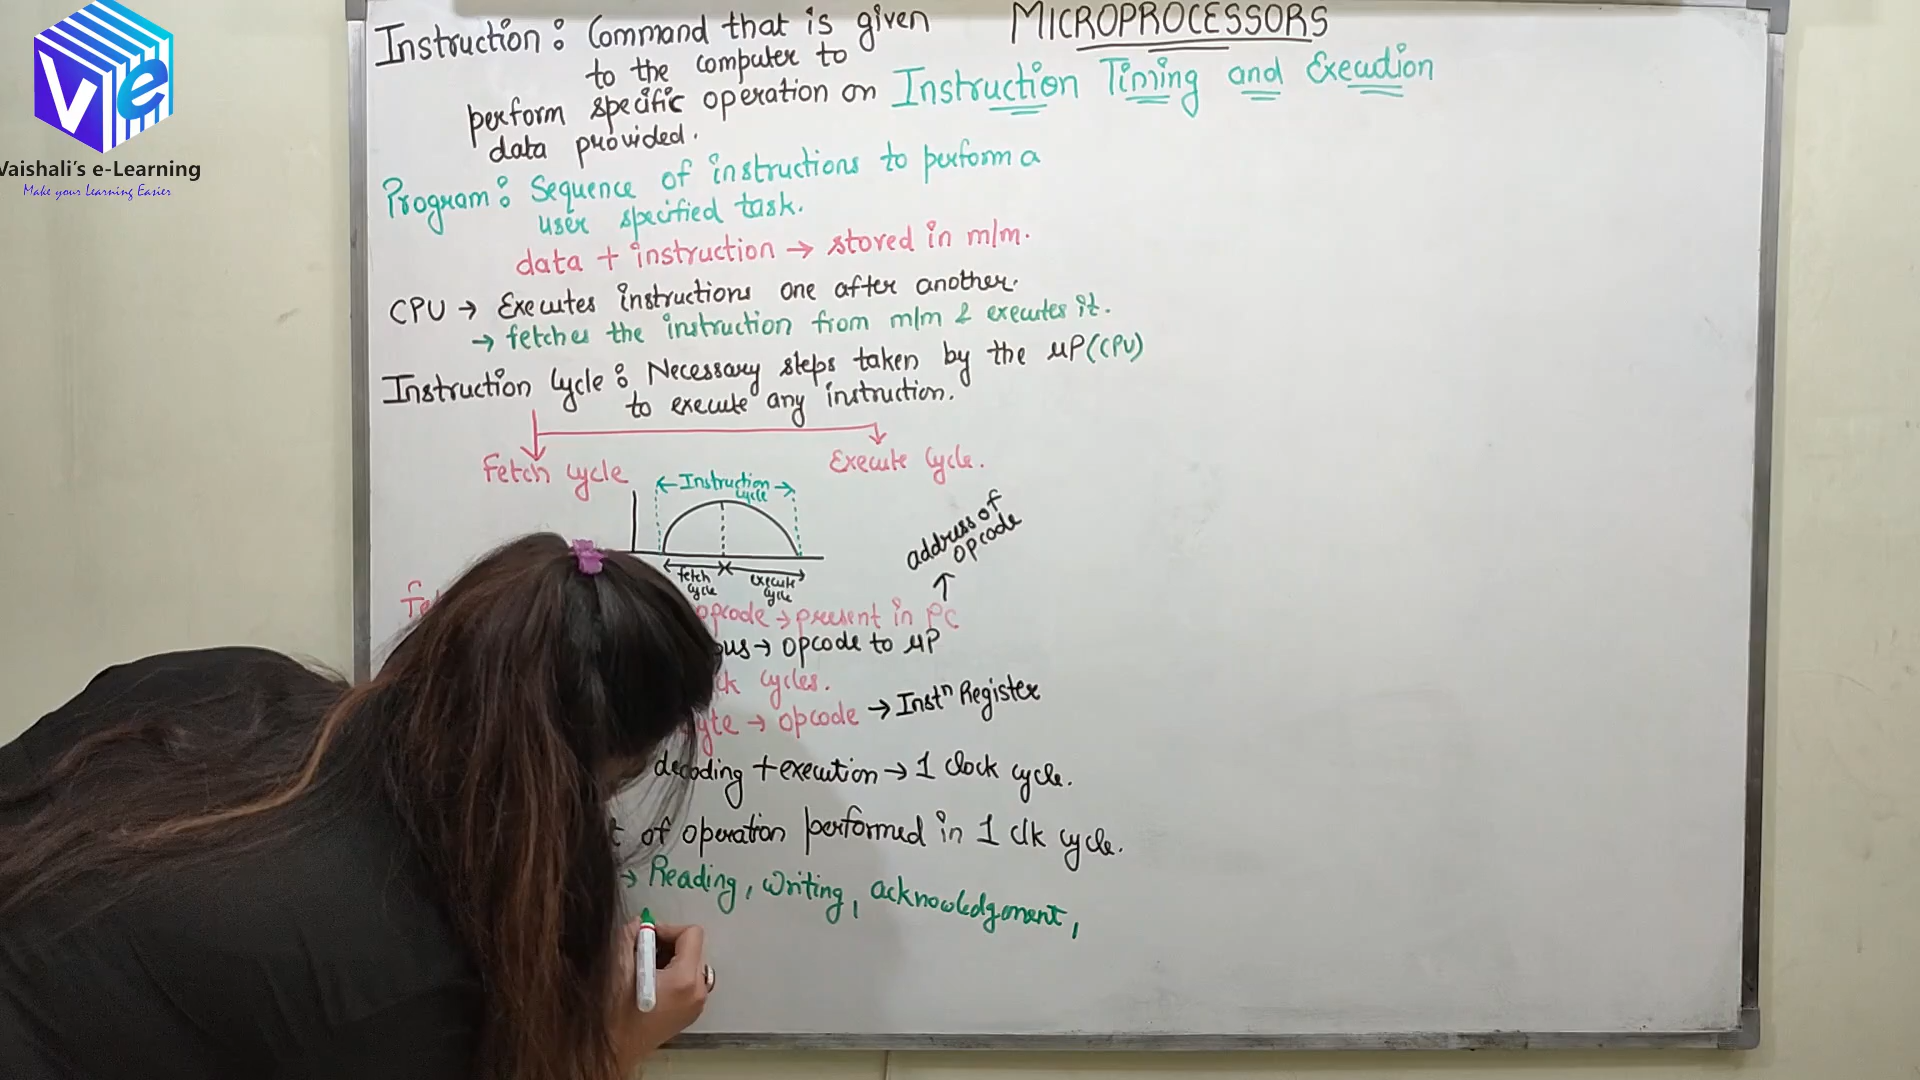 Vaishali's e-Learning
Make your Learning Easier
MICROPROCESSORS
Instruction Timing and Execution
Instruction : Command that is given
to the computer to
perform specific operation on
data provided.
Program : Sequence of instructions to perform a
user specified task.
data + instruction → stored in m/m.
CPU → Executes instructions one after another.
→ fetches the instruction from m/m & executes it.
Instruction Cycle : Necessary steps taken by the μP(CPU)
to execute any instruction.
Fetch cycle
Execute Cycle.
← Instruction →
cycle
fetch
cycle
execute
cycle
address of
opcode
opcode → present in PC
bus → opcode to μP
cycles.
→ opcode → Instⁿ Register
decoding + execution → 1 clock cycle.
of operation performed in 1 clk cycle.
→ Reading, writing, acknowledgment,